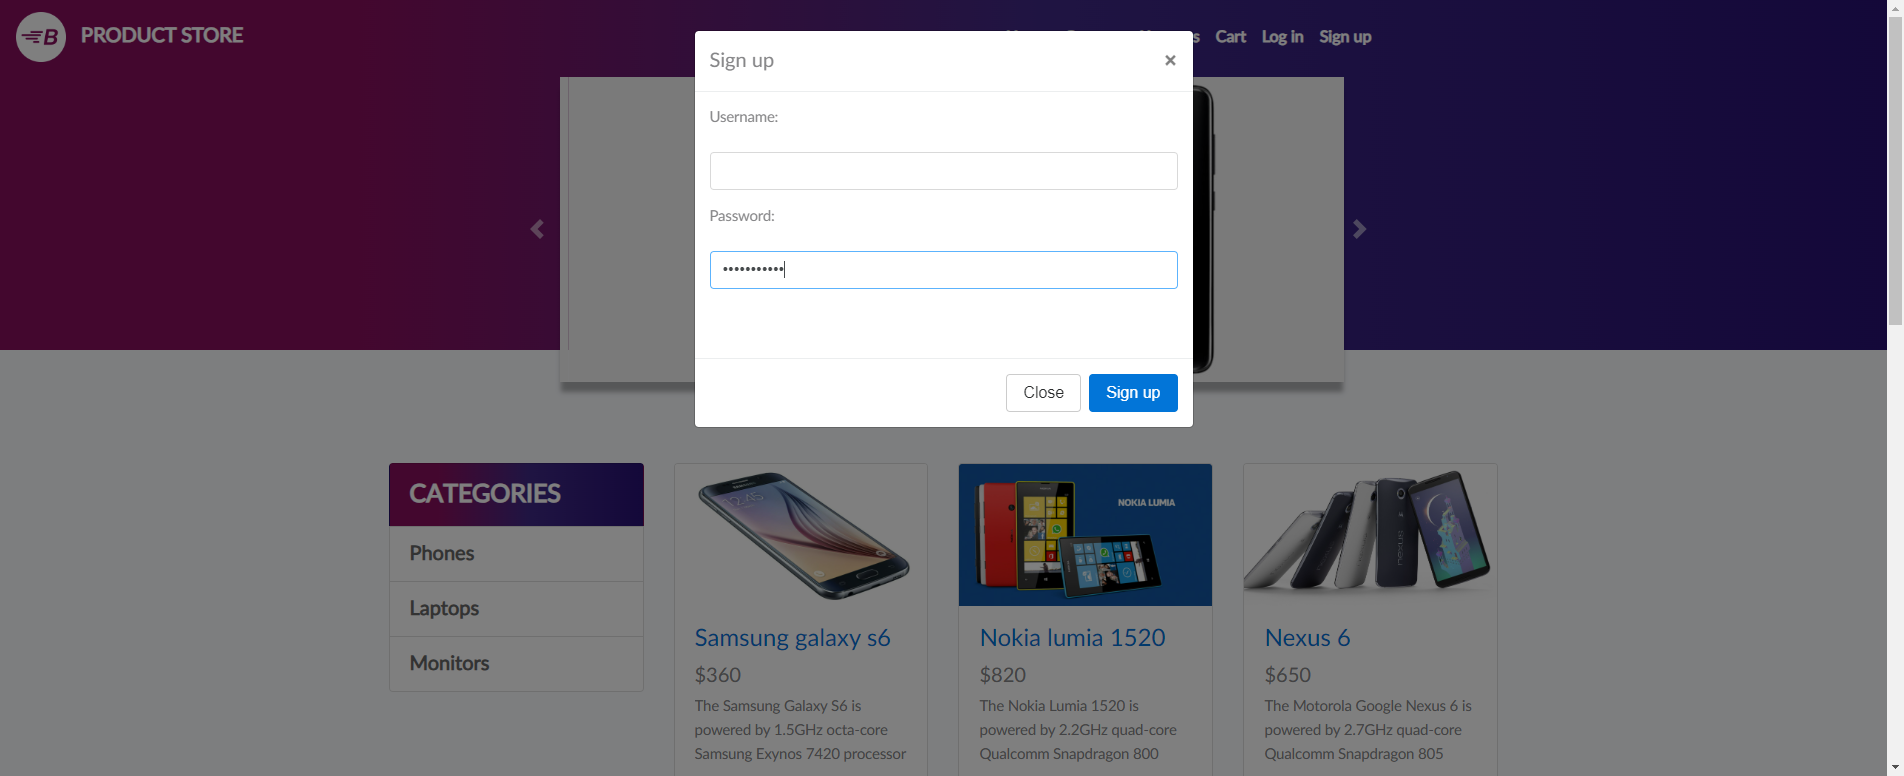 B PRODUCT STORE
Cart Log in Sign up
Sign up ×
Username:
Password:
•••••••••••
Close Sign up
CATEGORIES
Phones
Laptops
Monitors
12:45
NOKIA LUMIA
nexus
Samsung galaxy s6
$360
The Samsung Galaxy S6 is
powered by 1.5GHz octa-core
Samsung Exynos 7420 processor
Nokia lumia 1520
$820
The Nokia Lumia 1520 is
powered by 2.2GHz quad-core
Qualcomm Snapdragon 800
Nexus 6
$650
The Motorola Google Nexus 6 is
powered by 2.7GHz quad-core
Qualcomm Snapdragon 805